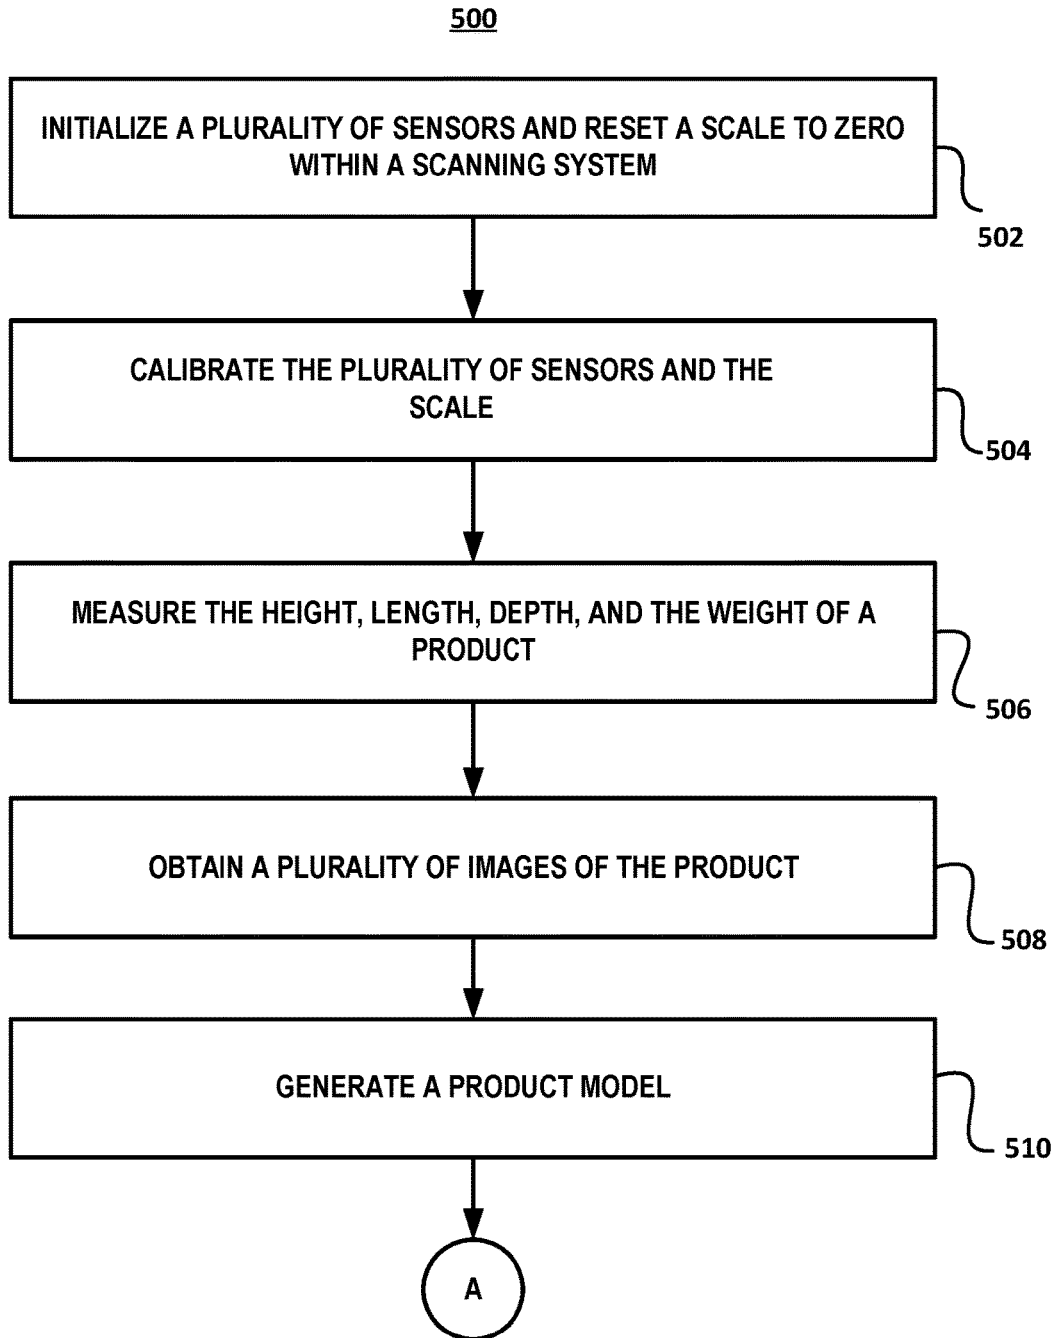 500
INITIALIZE A PLURALITY OF SENSORS AND RESET A SCALE TO ZERO
WITHIN A SCANNING SYSTEM
502
CALIBRATE THE PLURALITY OF SENSORS AND THE
SCALE
504
MEASURE THE HEIGHT, LENGTH, DEPTH, AND THE WEIGHT OF A
PRODUCT
506
OBTAIN A PLURALITY OF IMAGES OF THE PRODUCT
508
GENERATE A PRODUCT MODEL
510
A